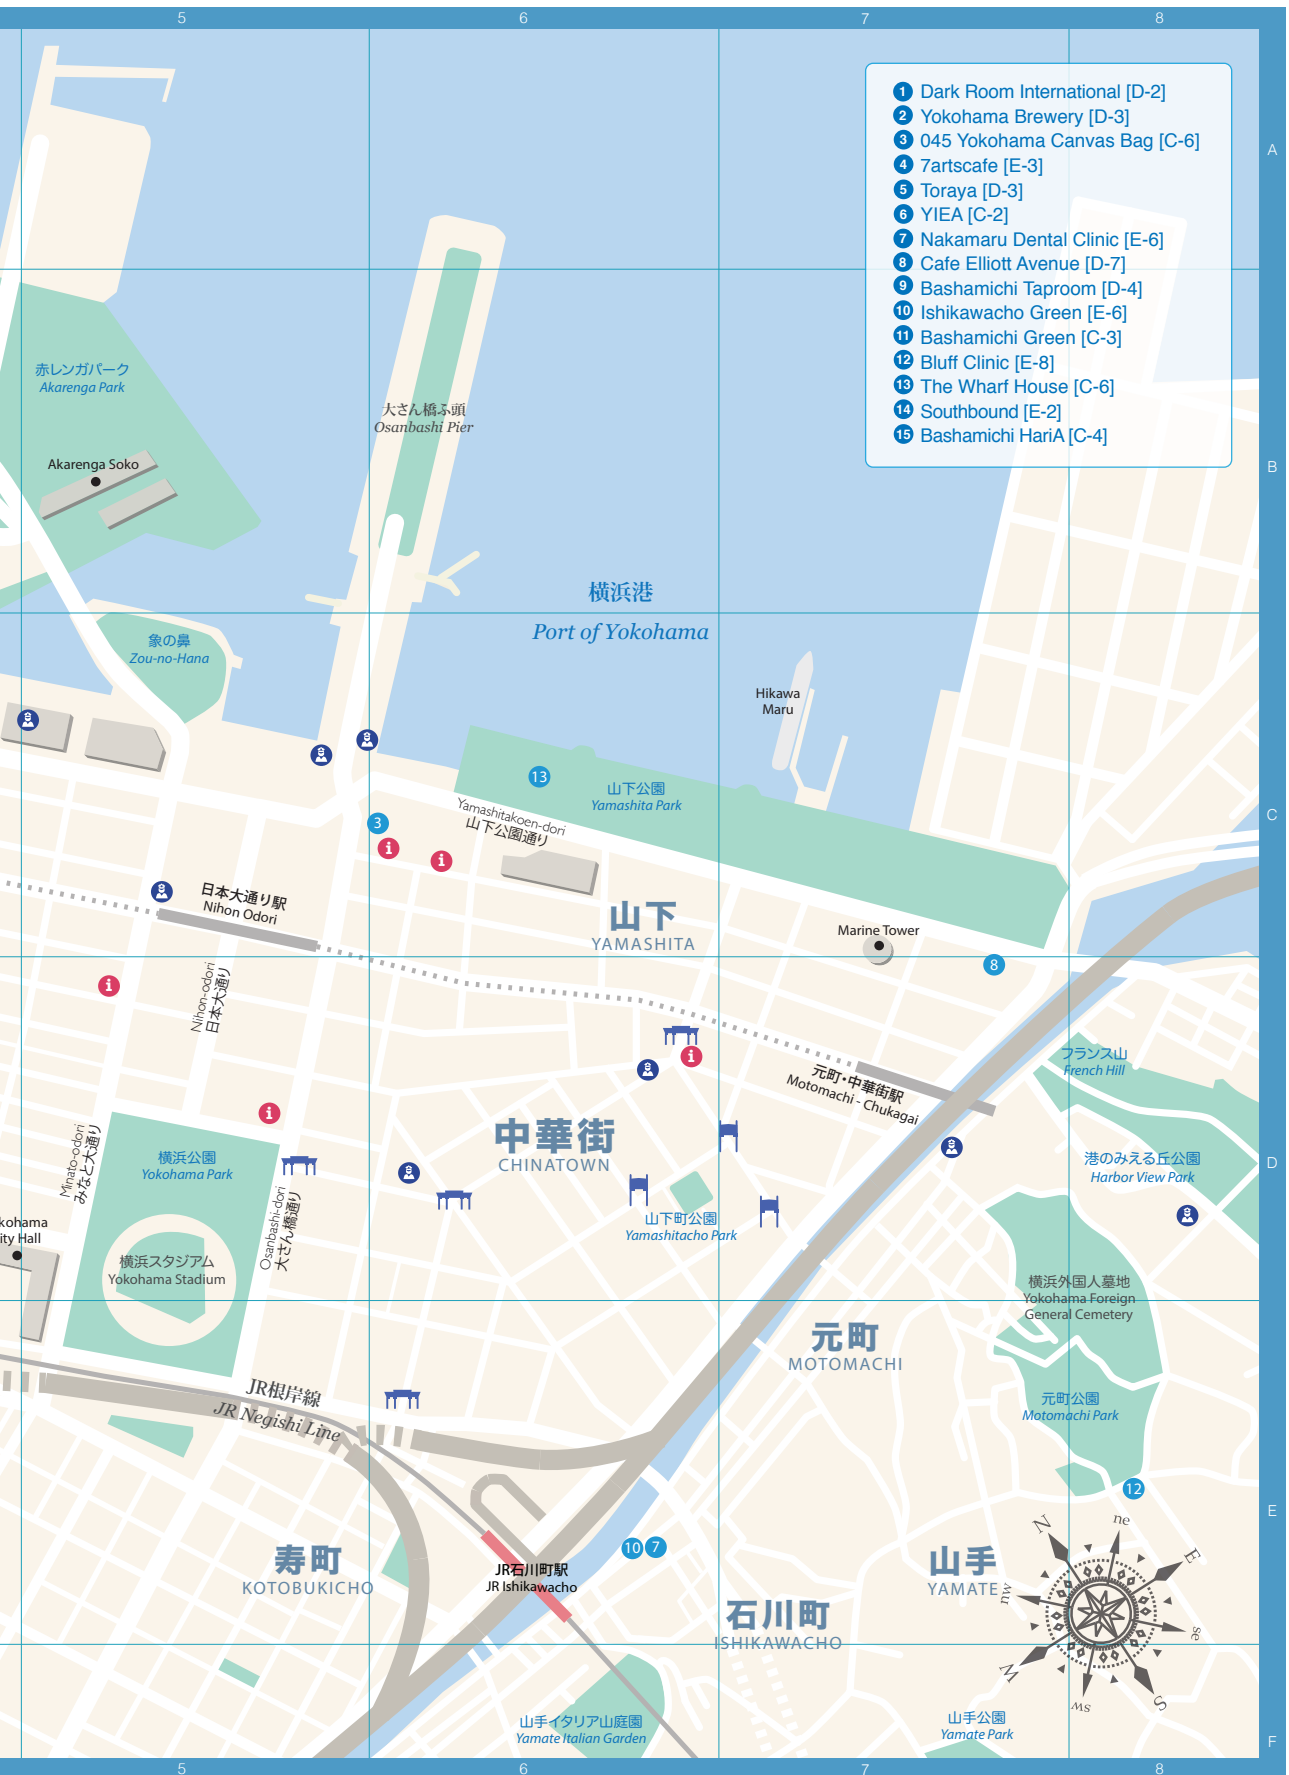 5
6
7
8
1 Dark Room International [D-2]
2 Yokohama Brewery [D-3]
3 045 Yokohama Canvas Bag [C-6]
4 7artscafe [E-3]
5 Toraya [D-3]
6 YIEA [C-2]
7 Nakamaru Dental Clinic [E-6]
8 Cafe Elliott Avenue [D-7]
9 Bashamichi Taproom [D-4]
10 Ishikawacho Green [E-6]
11 Bashamichi Green [C-3]
12 Bluff Clinic [E-8]
13 The Wharf House [C-6]
14 Southbound [E-2]
15 Bashamichi HariA [C-4]
A
赤レンガパーク
Akarenga Park
大さん橋ふ頭
Osanbashi Pier
Akarenga Soko
B
横浜港
Port of Yokohama
象の鼻
Zou-no-Hana
Hikawa
Maru
13
山下公園
Yamashita Park
Yamashitakoen-dori
山下公園通り
3
i
i
C
日本大通り駅
Nihon Odori
山下
YAMASHITA
Marine Tower
8
i
Nihon-odori
日本大通り
i
フランス山
French Hill
元町・中華街駅
Motomachi - Chukagai
i
中華街
CHINATOWN
Minato-odori
みなと大通り
横浜公園
Yokohama Park
港のみえる丘公園
Harbor View Park
D
Osanbashi-dori
大さん橋通り
山下町公園
Yamashitacho Park
kohama
ity Hall
横浜スタジアム
Yokohama Stadium
横浜外国人墓地
Yokohama Foreign
General Cemetery
元町
MOTOMACHI
JR根岸線
JR Negishi Line
元町公園
Motomachi Park
12
E
寿町
KOTOBUKICHO
JR石川町駅
JR Ishikawacho
10
7
山手
YAMATE
N
ne
E
se
S
sw
W
nw
石川町
ISHIKAWACHO
山手イタリア山庭園
Yamate Italian Garden
山手公園
Yamate Park
F
5
6
7
8